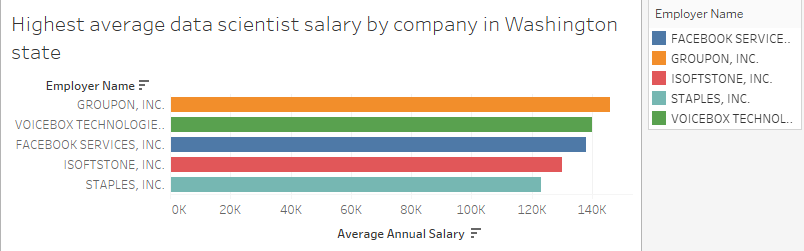 Highest average data scientist salary by company in Washington
state
Employer Name
GROUPON, INC.
VOICEBOX TECHNOLOGIE..
FACEBOOK SERVICES, INC.
ISOFTSTONE, INC.
STAPLES, INC.
0K 20K 40K 60K 80K 100K 120K 140K
Average Annual Salary
Employer Name
FACEBOOK SERVICE..
GROUPON, INC.
ISOFTSTONE, INC.
STAPLES, INC.
VOICEBOX TECHNOL..